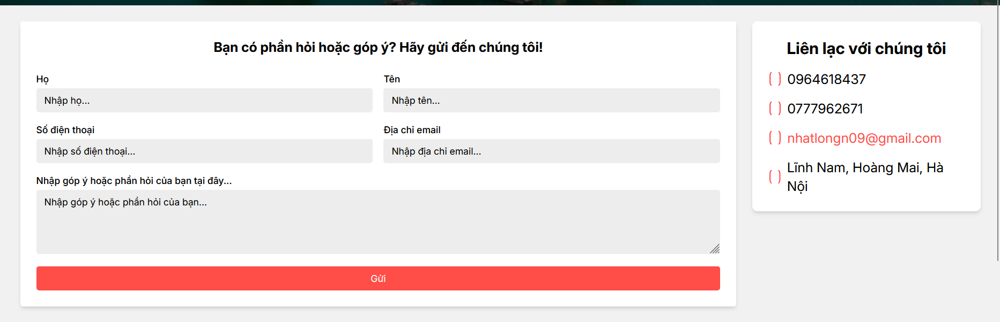 Bạn có phần hỏi hoặc góp ý? Hãy gửi đến chúng tôi!
Họ
Tên
Nhập họ...
Nhập tên...
Số điện thoại
Địa chỉ email
Nhập số điện thoại...
Nhập địa chỉ email...
Nhập góp ý hoặc phần hỏi của bạn tại đây...
Nhập góp ý hoặc phần hỏi của bạn...
Gửi
Liên lạc với chúng tôi
0964618437
0777962671
nhatlongn09@gmail.com
Lĩnh Nam, Hoàng Mai, Hà
Nội